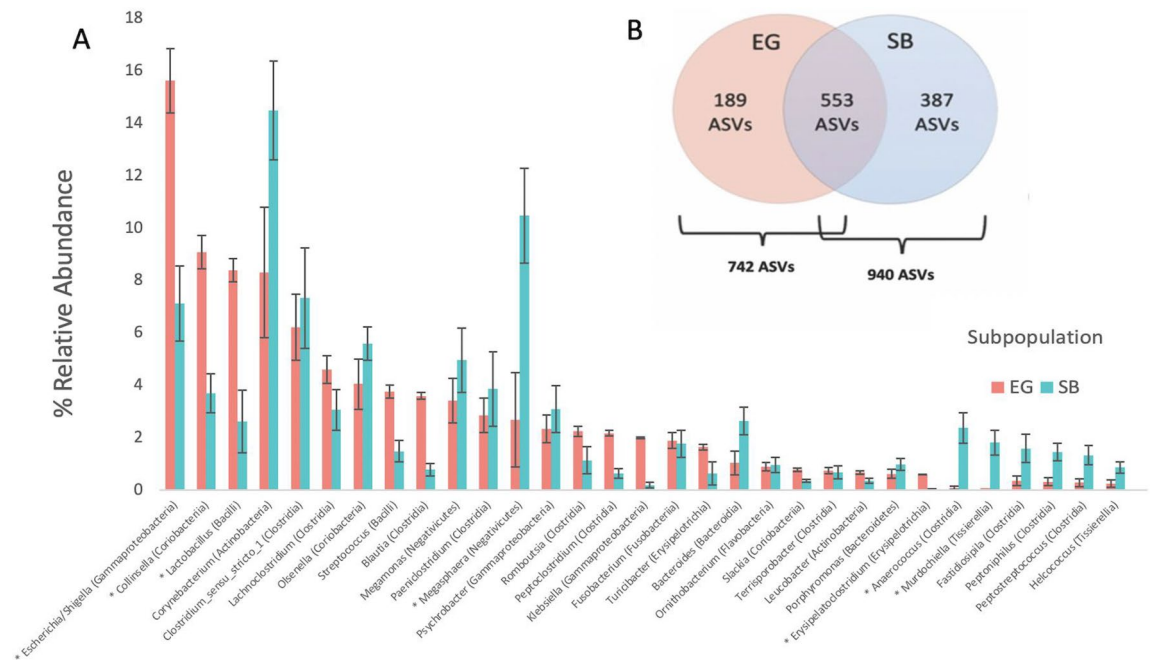 A
% Relative Abundance
18
16
14
12
10
8
6
4
2
0
* Escherichia/Shigella (Gammaproteobacteria)
* Collinsella (Coriobacteriia)
* Lactobacillus (Bacilli)
Corynebacterium (Actinobacteria)
Clostridium_sensu_stricto_1 (Clostridia)
Lachnoclostridium (Clostridia)
Olsenella (Coriobacteria)
Streptococcus (Bacilli)
Blautia (Clostridia)
Megamonas (Negativicutes)
Paeniclostridium (Clostridia)
* Megasphaera (Negativicutes)
Psychrobacter (Gammaproteobacteria)
Romboutsia (Clostridia)
Peptoclostridium (Clostridia)
Klebsiella (Gammaproteobacteria)
Fusobacterium (Fusobacteriia)
Turicibacter (Erysipelotrichia)
Bacteroides (Bacteroidia)
Ornithobacterium (Flavobacteria)
Slackia (Coriobacteriia)
Terrisporobacter (Clostridia)
Leucobacter (Actinobacteria)
Porphyromonas (Bacteroidetes)
* Erysipelatoclostridium (Erysipelotrichia)
* Anaerococcus (Clostridia)
* Murdochiella (Tissierellia)
Fastidiosipila (Clostridia)
Peptoniphilus (Clostridia)
Peptostreptococcus (Clostridia)
Helcococcus (Tissierellia)
B
EG
SB
189
ASVs
553
ASVs
387
ASVs
742 ASVs
940 ASVs
Subpopulation
EG SB